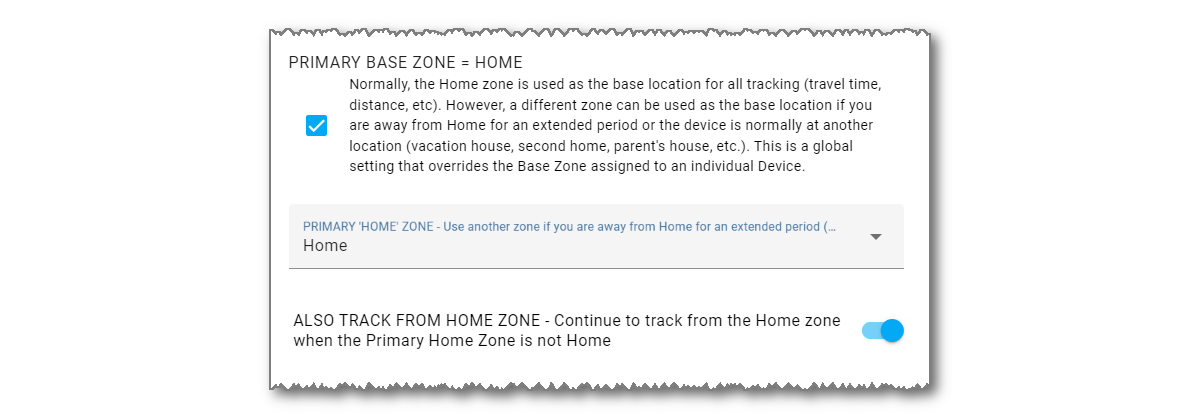 PRIMARY BASE ZONE = HOME
Normally, the Home zone is used as the base location for all tracking (travel time,
distance, etc). However, a different zone can be used as the base location if you
are away from Home for an extended period or the device is normally at another
location (vacation house, second home, parent's house, etc.). This is a global
setting that overrides the Base Zone assigned to an individual Device.
PRIMARY 'HOME' ZONE - Use another zone if you are away from Home for an extended period (...
Home
ALSO TRACK FROM HOME ZONE - Continue to track from the Home zone
when the Primary Home Zone is not Home